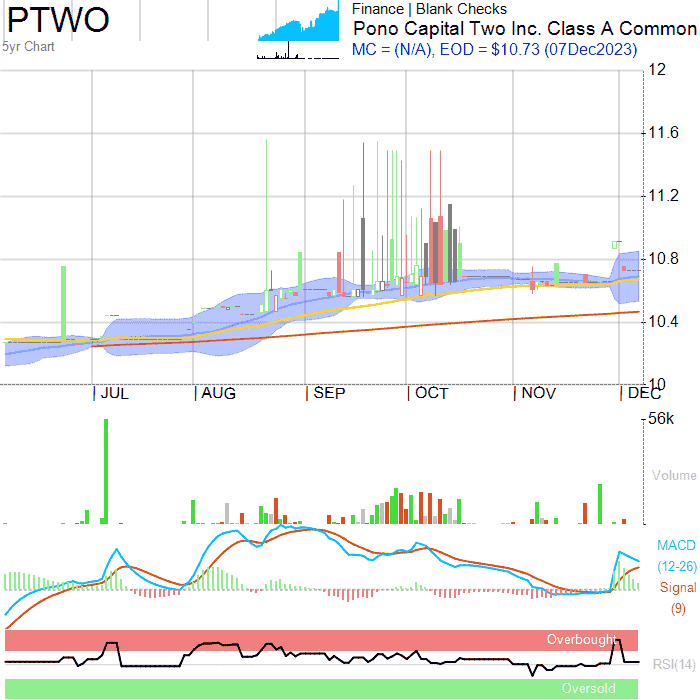 PTWO
5yr Chart
Finance | Blank Checks
Pono Capital Two Inc. Class A Common
MC = (N/A), EOD = $10.73 (07Dec2023)
12
11.6
11.2
10.8
10.4
10
JUL AUG SEP OCT NOV DEC
56k
Volume
MACD
(12-26)
Signal
(9)
Overbought
RSI(14)
Oversold